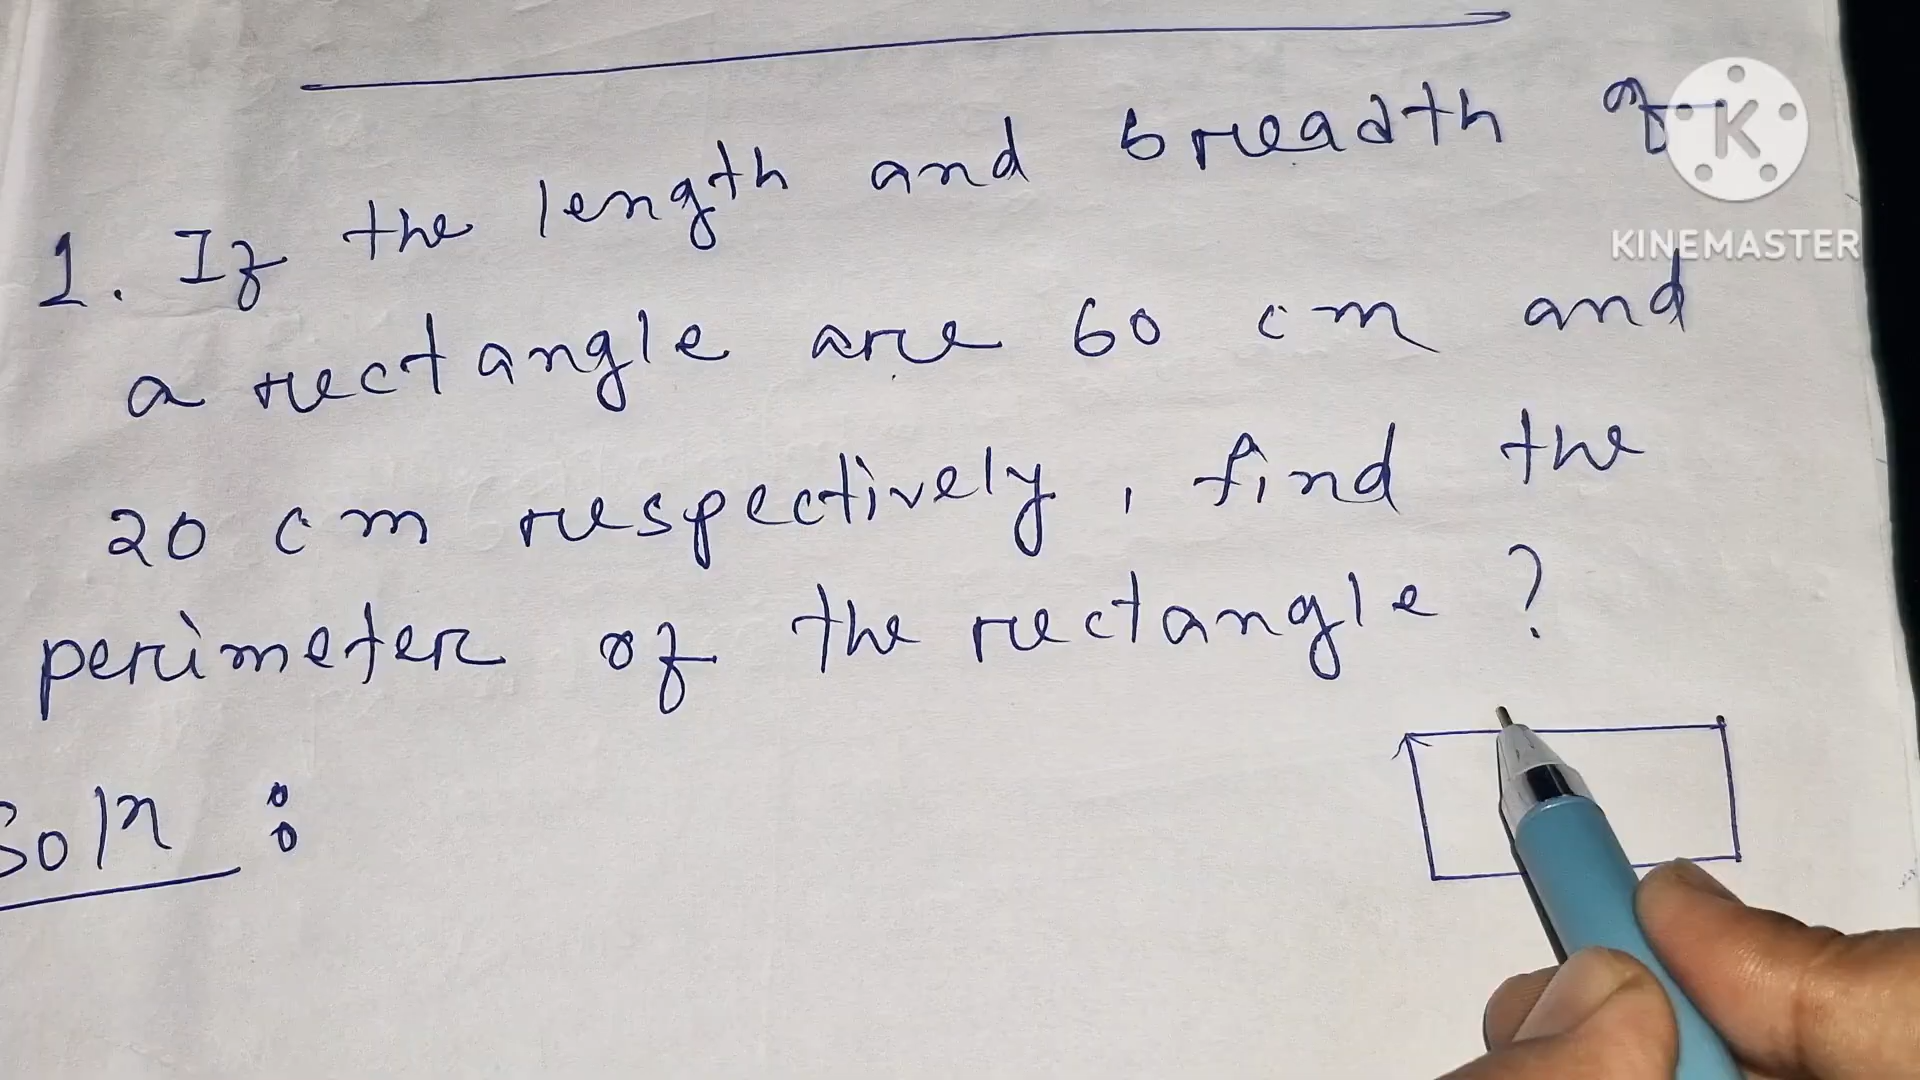 1. If the length and breadth of
a rectangle are 60 cm and
20 cm respectively, find the
perimeter of the rectangle?
Soln :
K
KINEMASTER